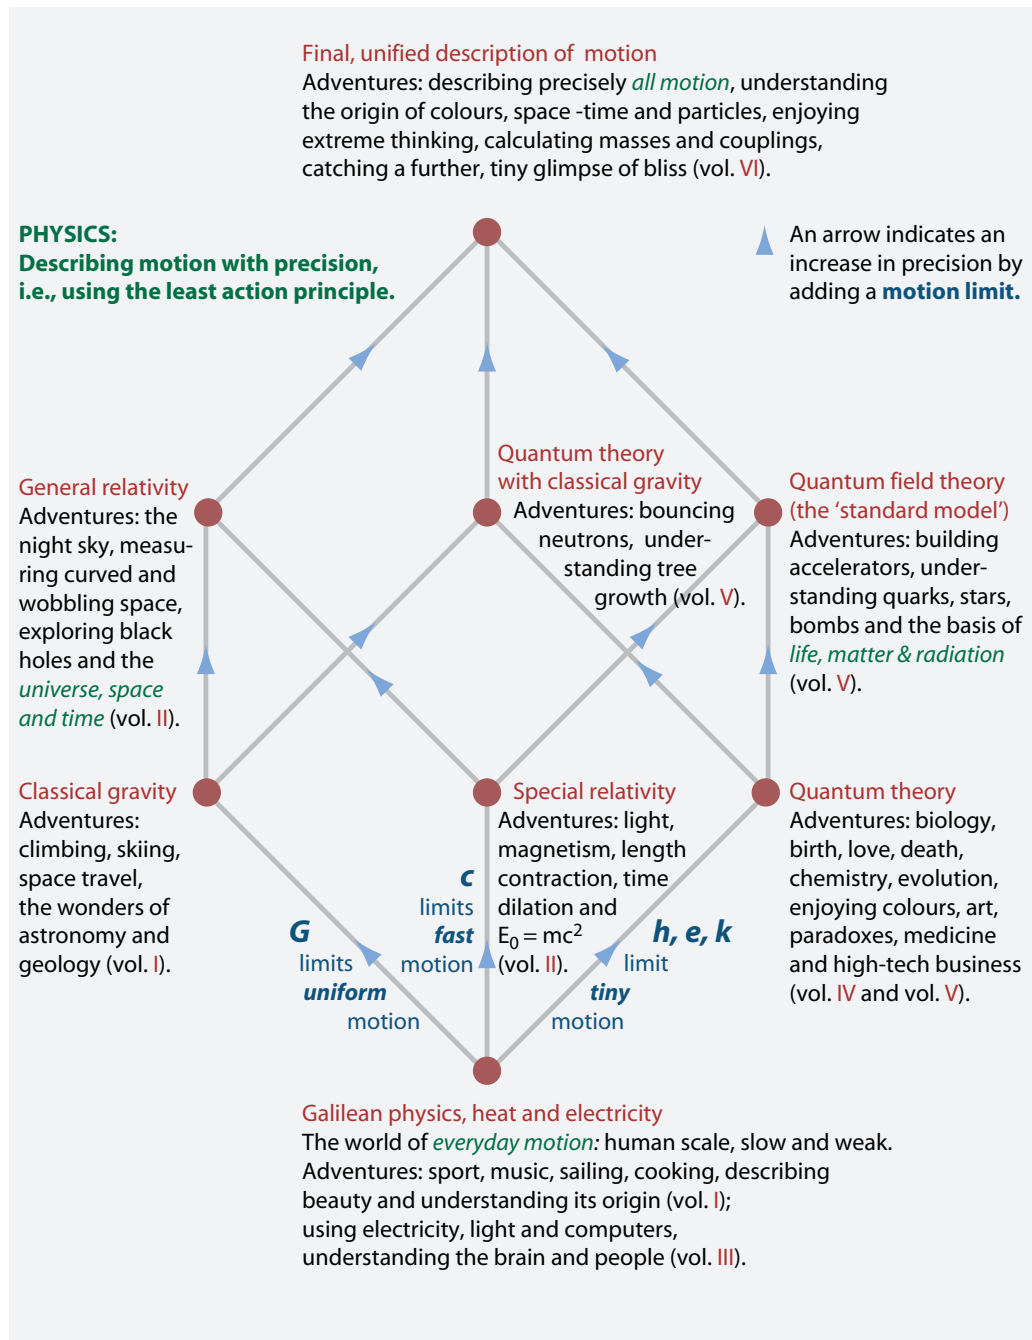 Final, unified description of motion
Adventures: describing precisely all motion, understanding
the origin of colours, space -time and particles, enjoying
extreme thinking, calculating masses and couplings,
catching a further, tiny glimpse of bliss (vol. VI).
PHYSICS:
Describing motion with precision,
i.e., using the least action principle.
An arrow indicates an
increase in precision by
adding a motion limit.
General relativity
Adventures: the
night sky, measu-
ring curved and
wobbling space,
exploring black
holes and the
universe, space
and time (vol. II).
Quantum theory
with classical gravity
Adventures: bouncing
neutrons, under-
standing tree
growth (vol. V).
Quantum field theory
(the ‘standard model’)
Adventures: building
accelerators, under-
standing quarks, stars,
bombs and the basis of
life, matter & radiation
(vol. V).
Classical gravity
Adventures:
climbing, skiing,
space travel,
the wonders of
astronomy and
geology (vol. I).
Special relativity
Adventures: light,
magnetism, length
contraction, time
dilation and
E₀ = mc²
(vol. II).
Quantum theory
Adventures: biology,
birth, love, death,
chemistry, evolution,
enjoying colours, art,
paradoxes, medicine
and high-tech business
(vol. IV and vol. V).
G
limits
uniform
motion
c
limits
fast
motion
h, e, k
limit
tiny
motion
Galilean physics, heat and electricity
The world of everyday motion: human scale, slow and weak.
Adventures: sport, music, sailing, cooking, describing
beauty and understanding its origin (vol. I);
using electricity, light and computers,
understanding the brain and people (vol. III).